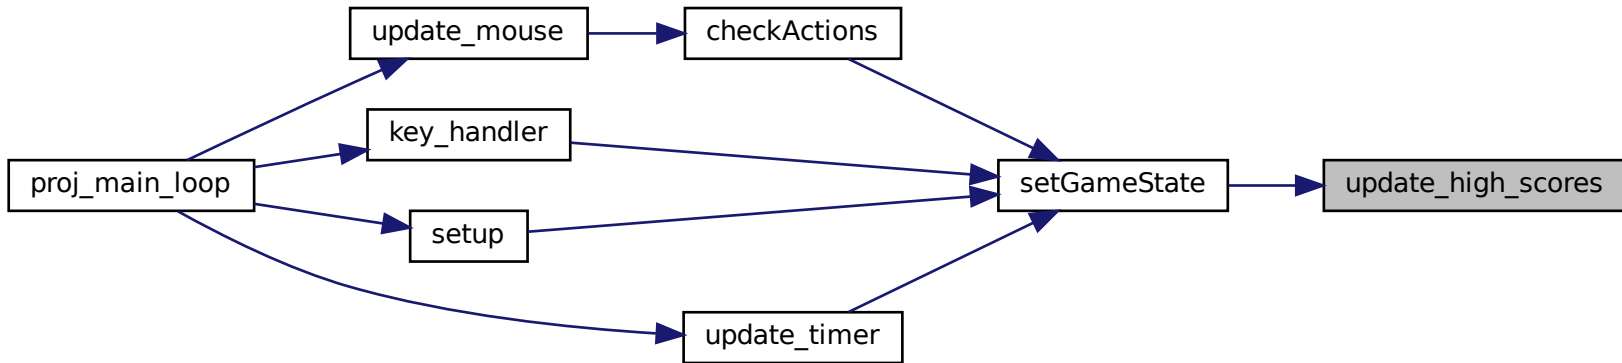 update_mouse
checkActions
key_handler
proj_main_loop
setGameState
update_high_scores
setup
update_timer